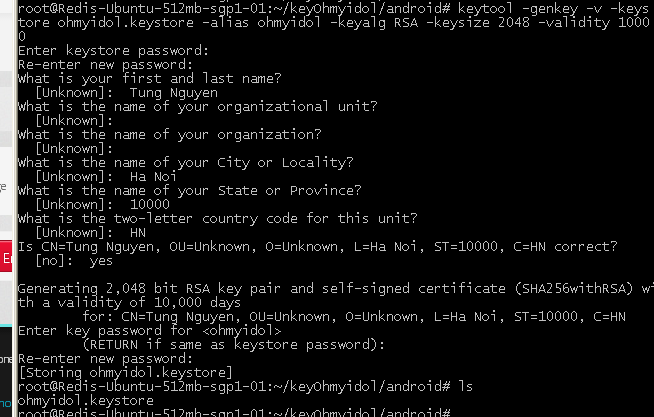 root@Redis-Ubuntu-512mb-sgp1-01:~/keyOhmyidol/android# keytool -genkey -v -keys
tore ohmyidol.keystore -alias ohmyidol -keyalg RSA -keysize 2048 -validity 1000
0
Enter keystore password:
Re-enter new password:
What is your first and last name?
[Unknown]: Tung Nguyen
What is the name of your organizational unit?
[Unknown]:
What is the name of your organization?
[Unknown]:
What is the name of your City or Locality?
[Unknown]: Ha Noi
What is the name of your State or Province?
[Unknown]: 10000
What is the two-letter country code for this unit?
[Unknown]: HN
Is CN=Tung Nguyen, OU=Unknown, O=Unknown, L=Ha Noi, ST=10000, C=HN correct?
[no]: yes
Generating 2,048 bit RSA key pair and self-signed certificate (SHA256withRSA) wi
th a validity of 10,000 days
for: CN=Tung Nguyen, OU=Unknown, O=Unknown, L=Ha Noi, ST=10000, C=HN
Enter key password for <ohmyidol>
(RETURN if same as keystore password):
Re-enter new password:
[Storing ohmyidol.keystore]
root@Redis-Ubuntu-512mb-sgp1-01:~/keyOhmyidol/android# ls
ohmyidol.keystore
root@Redis-Ubuntu-512mb-sgp1-01:~/keyOhmyidol/android#